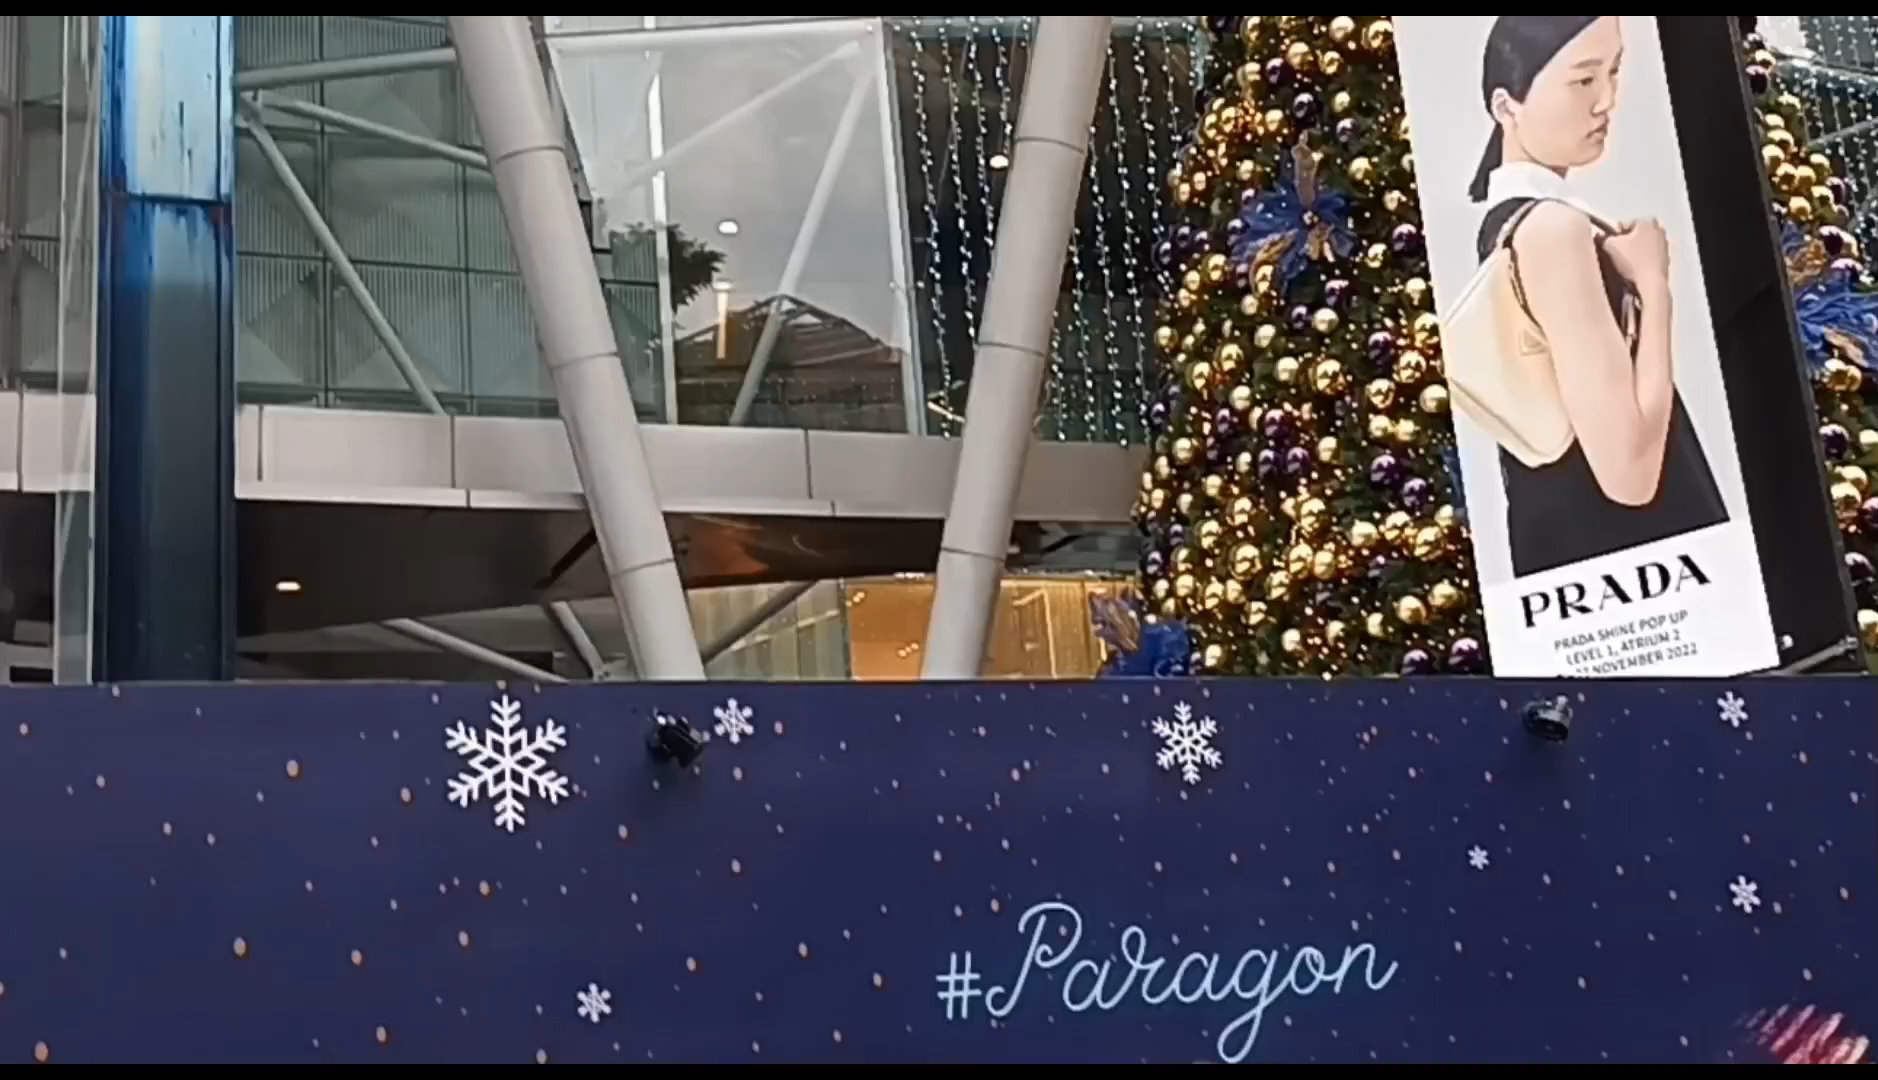 PRADA
PRADA SHINE POP UP
LEVEL 1, ATRIUM 2
NOVEMBER 2022
#Paragon